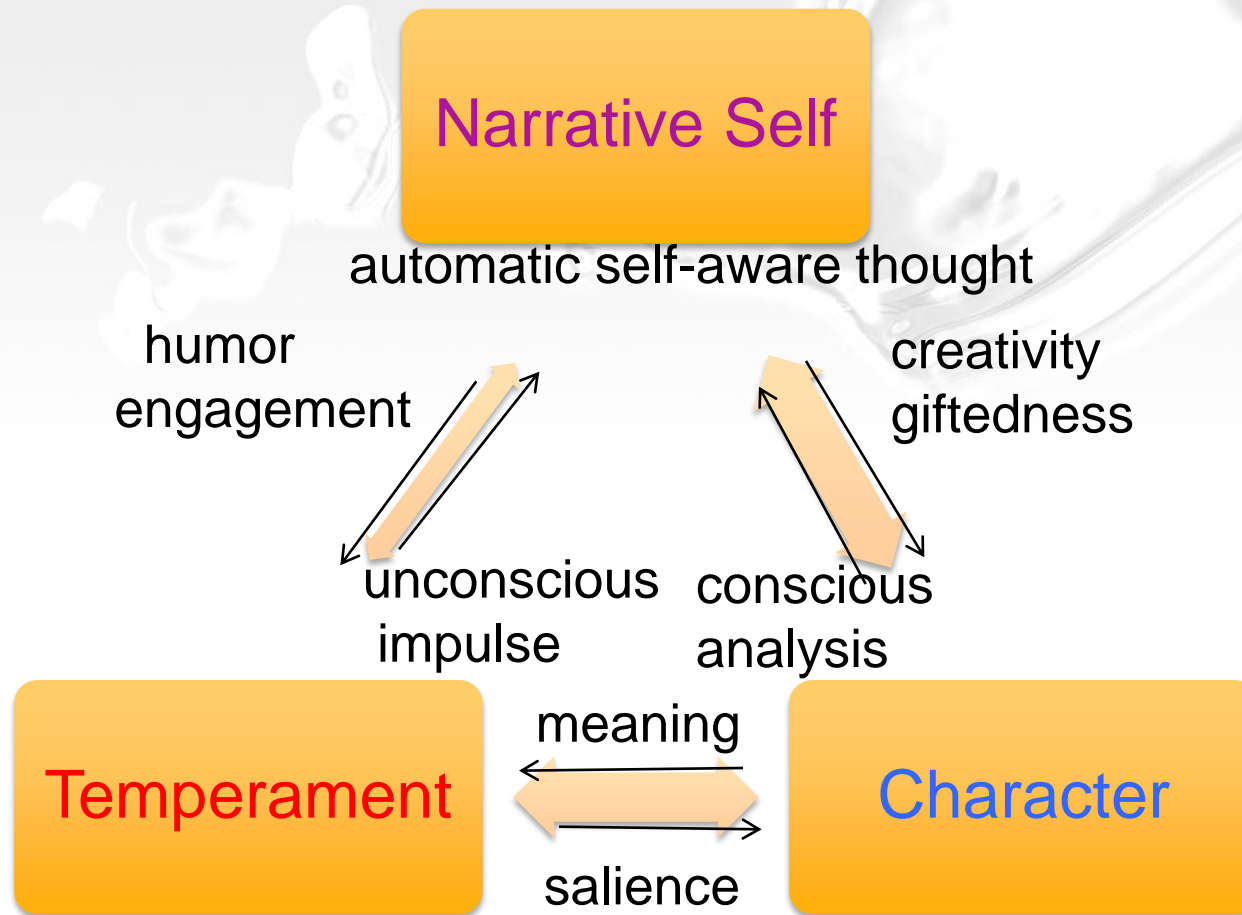 Narrative Self
automatic self-aware thought
humor
engagement
creativity
giftedness
unconscious
impulse
conscious
analysis
meaning
Temperament
Character
salience